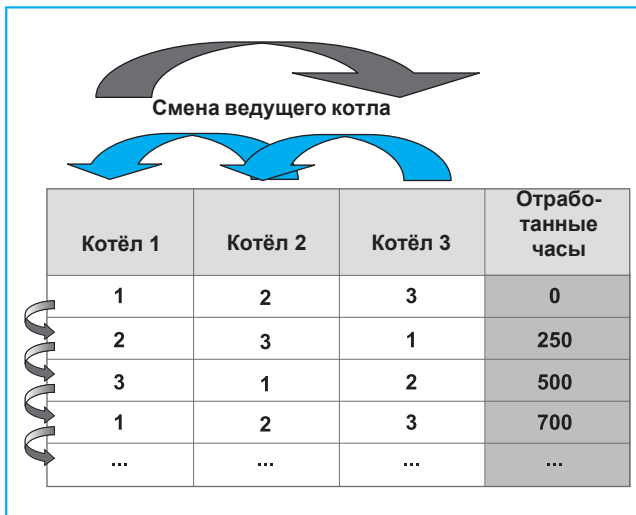 Смена ведущего котла
Отрабо-
танные
часы
Котёл 1 Котёл 2 Котёл 3
1 2 3 0
2 3 1 250
3 1 2 500
1 2 3 700
... ... ... ...